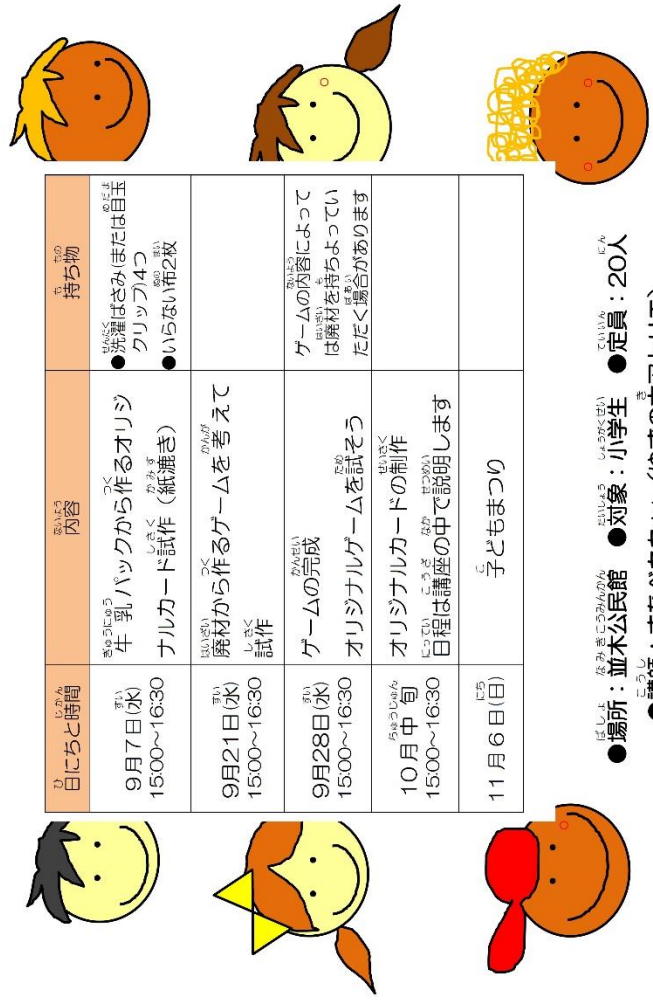 日にちと時間 内容 持ち物
9月7日(水)
15:00～16:30
牛乳パックから作るオリジ
ナルカード試作(紙漉き)
●洗濯ばさみ(または目玉
クリップ)4つ
●いらない布2枚
9月21日(水)
15:00～16:30
廃材から作るゲームを考えて
試作
9月28日(水)
15:00～16:30
ゲームの完成
オリジナルゲームを試そう
ゲームの内容によって
は廃材を持ちよってい
ただく場合があります
10月中旬
15:00～16:30
オリジナルカードの制作
日程は講座の中で説明します
11月6日(日)
子どもまつり
●場所：並木公民館 ●対象：小学生 ●定員：20人
●講師：